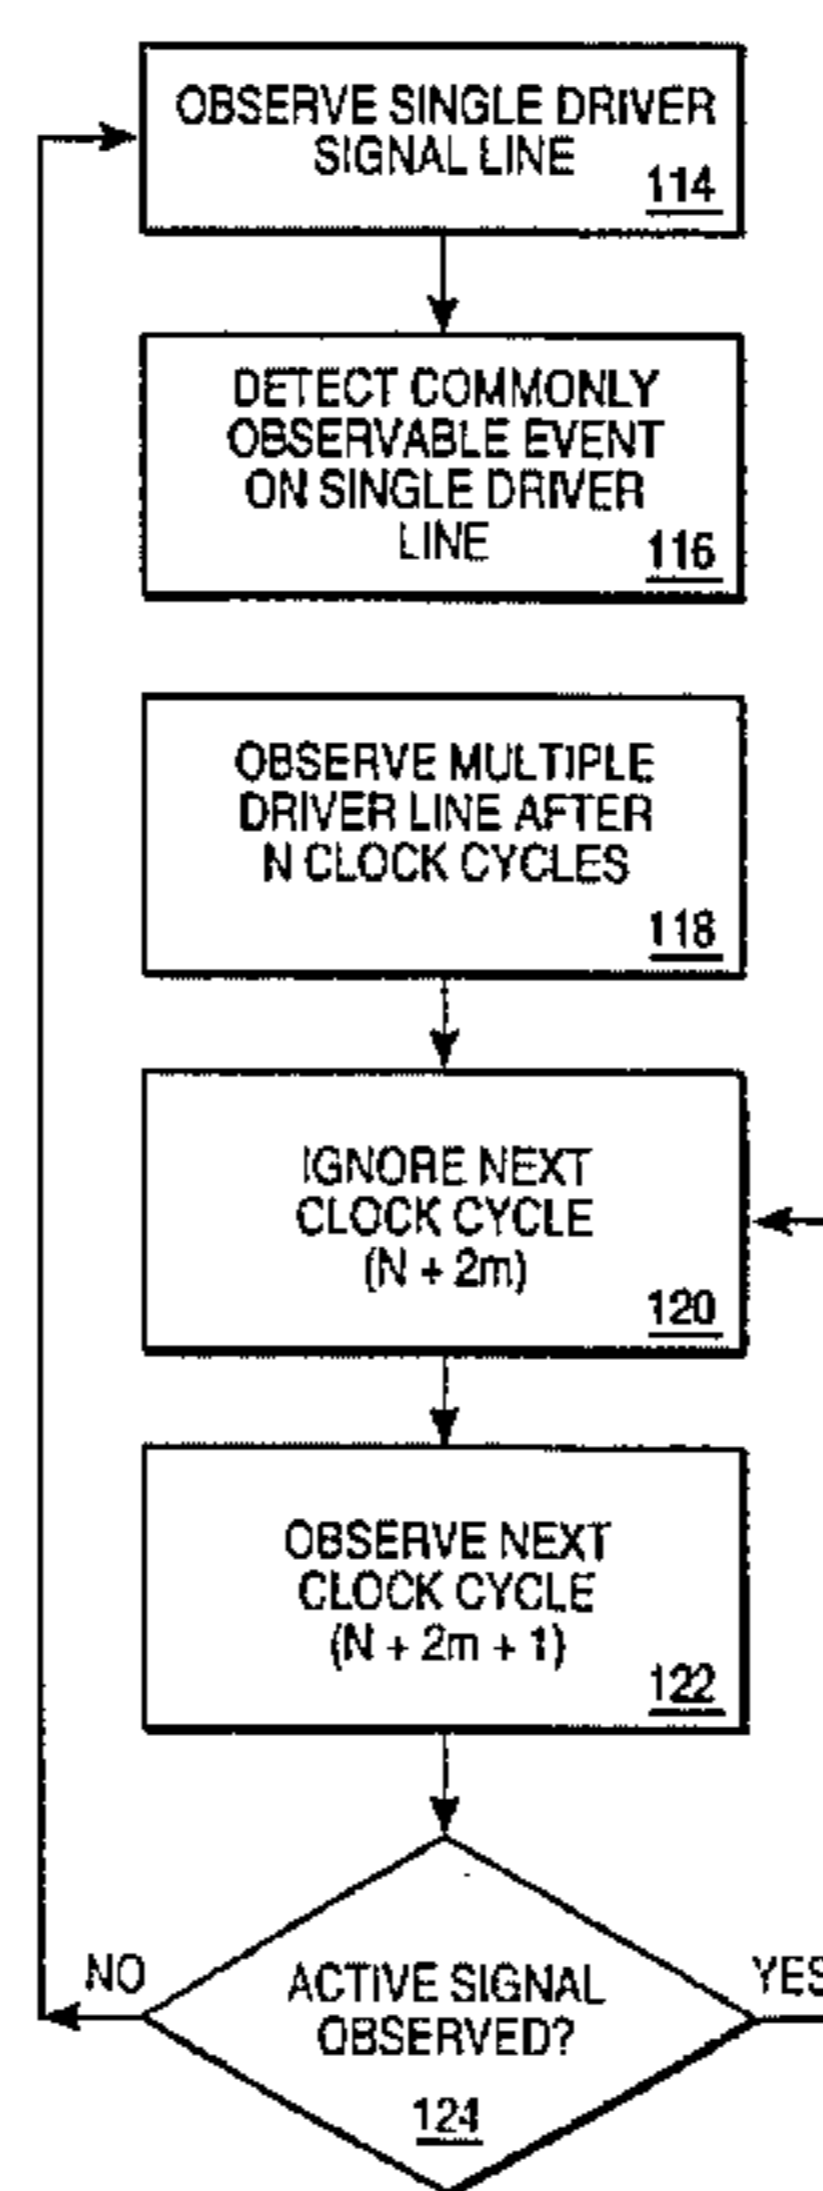 OBSERVE SINGLE DRIVER
SIGNAL LINE
114
DETECT COMMONLY
OBSERVABLE EVENT
ON SINGLE DRIVER
LINE
116
OBSERVE MULTIPLE
DRIVER LINE AFTER
N CLOCK CYCLES
118
IGNORE NEXT
CLOCK CYCLE
(N + 2m)
120
OBSERVE NEXT
CLOCK CYCLE
(N + 2m + 1)
122
NO
YES
ACTIVE SIGNAL
OBSERVED?
124